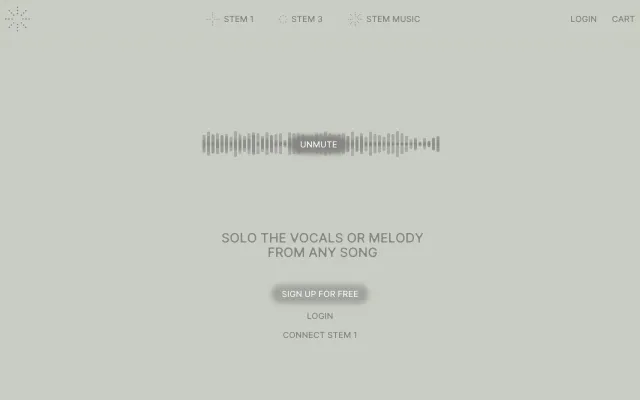 STEM 1
STEM 3
STEM MUSIC
LOGIN
CART
UNMUTE
SOLO THE VOCALS OR MELODY
FROM ANY SONG
SIGN UP FOR FREE
LOGIN
CONNECT STEM 1